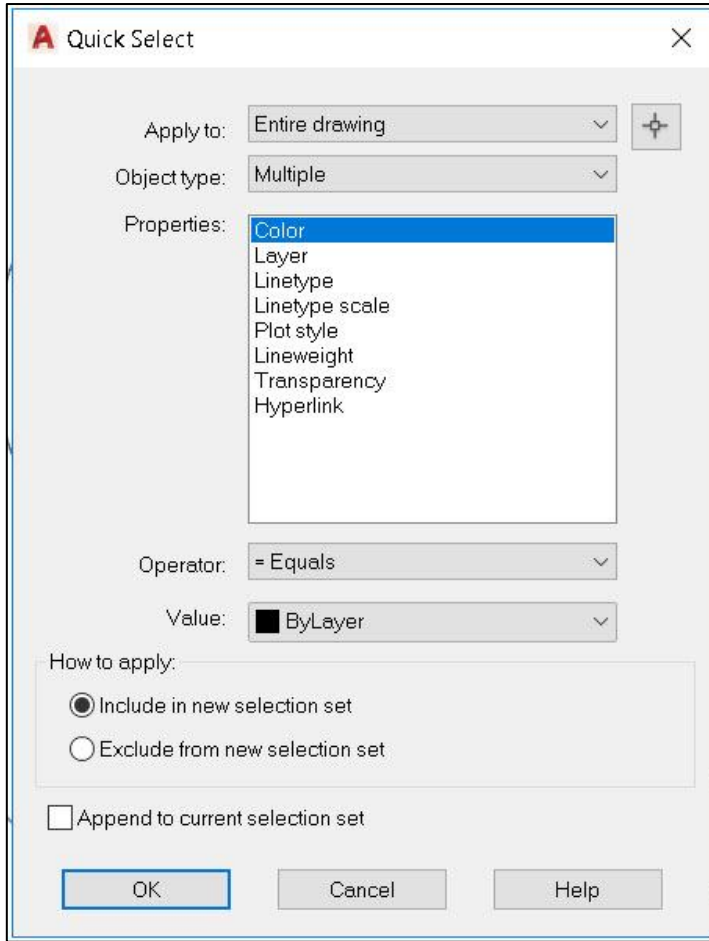 A Quick Select
Apply to: Entire drawing
Object type: Multiple
Properties: Color
Layer
Linetype
Linetype scale
Plot style
Lineweight
Transparency
Hyperlink
Operator: = Equals
Value: ByLayer
How to apply:
Include in new selection set
Exclude from new selection set
Append to current selection set
OK Cancel Help